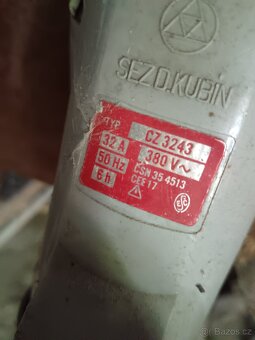 SEZ D.KUBÍN
TYP CZ 3243
32 A 380 V~
50 Hz ČSN 35 4513
6 h CEE 17
Bazos.cz